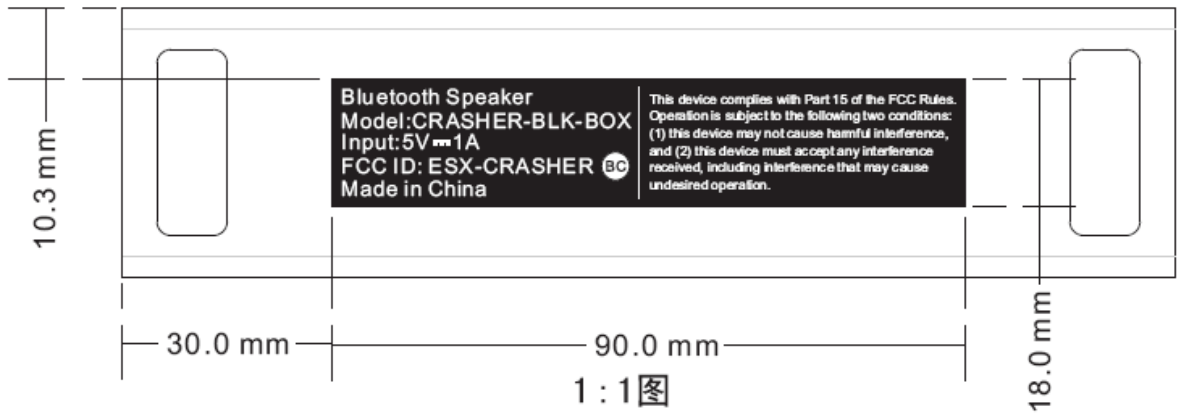 Bluetooth Speaker
Model:CRASHER-BLK-BOX
Input:5V⎓1A
FCC ID: ESX-CRASHER BC
Made in China
This device complies with Part 15 of the FCC Rules.
Operation is subject to the following two conditions:
(1) this device may not cause harmful interference,
and (2) this device must accept any interference
received, including interference that may cause
undesired operation.
10.3 mm
30.0 mm
90.0 mm
18.0 mm
1:1图